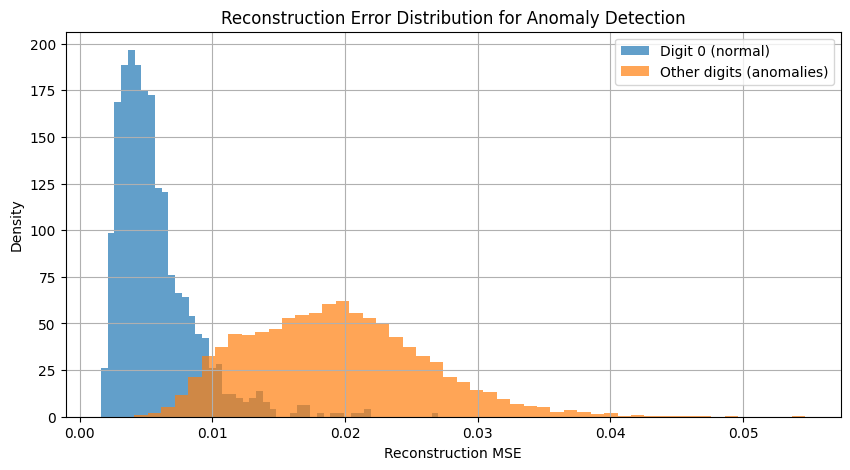 Reconstruction Error Distribution for Anomaly Detection
Digit 0 (normal)
Other digits (anomalies)
Density
200
175
150
125
100
75
50
25
0
0.00 0.01 0.02 0.03 0.04 0.05
Reconstruction MSE